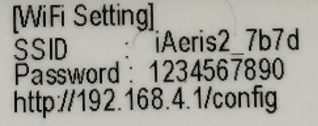 [WiFi Setting]
SSID : iAeris2_7b7d
Password : 1234567890
http://192.168.4.1/config